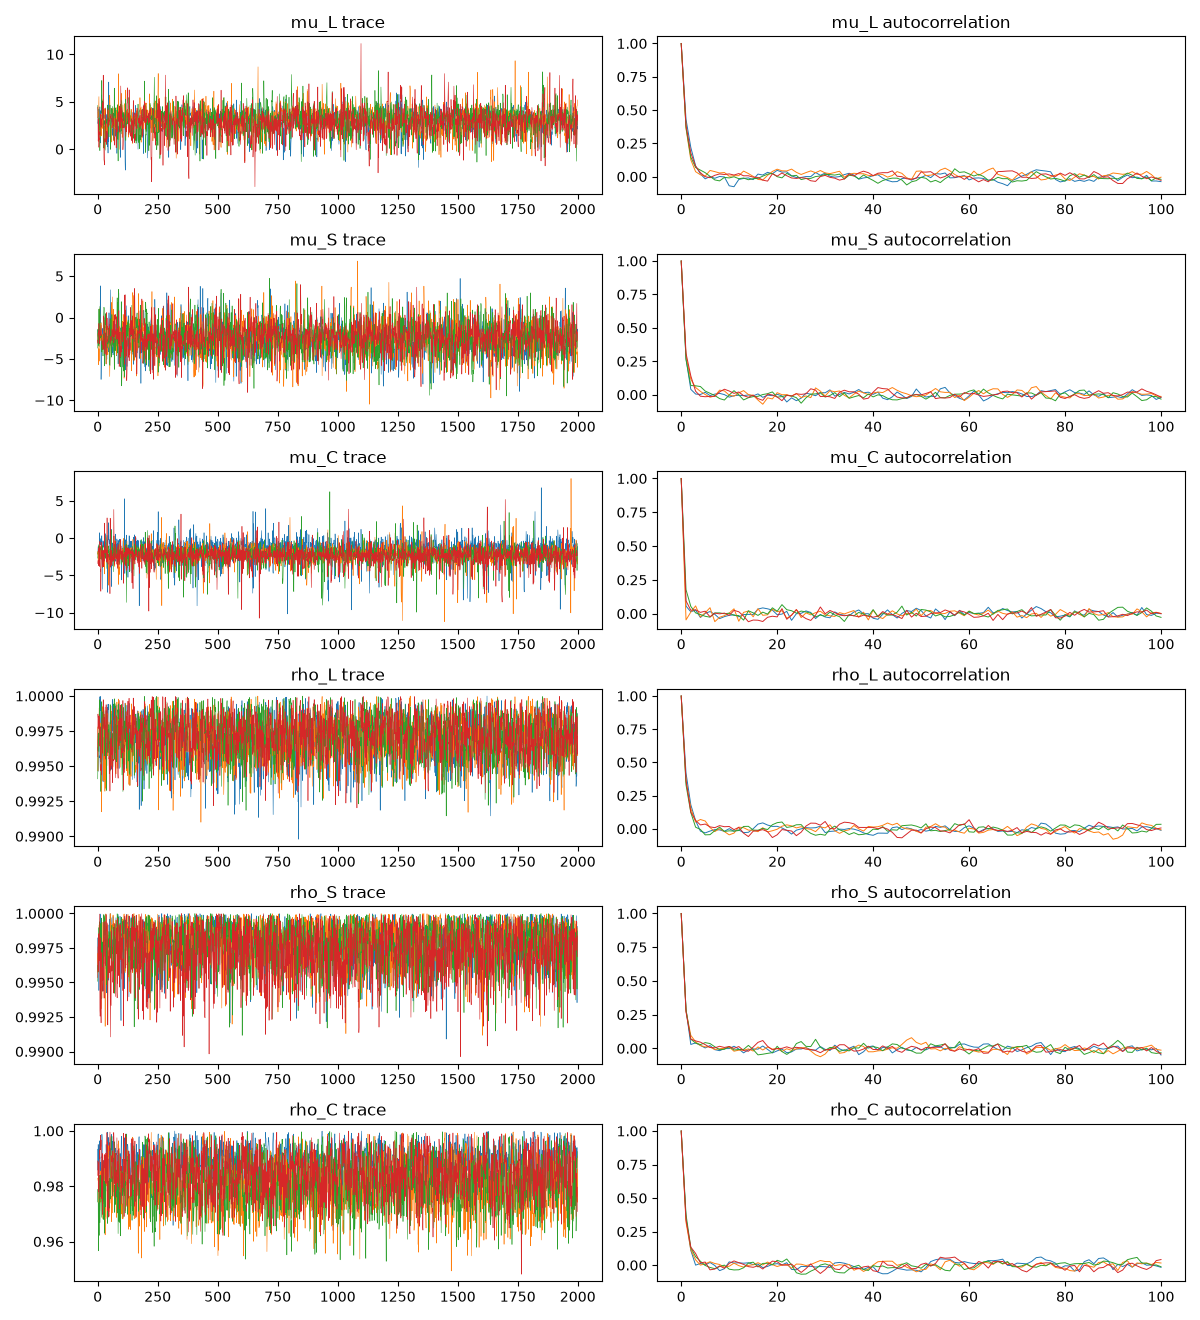 mu_L trace
10
5
0
0 250 500 750 1000 1250 1500 1750 2000
mu_L autocorrelation
1.00
0.75
0.50
0.25
0.00
0 20 40 60 80 100
mu_S trace
5
0
−5
−10
0 250 500 750 1000 1250 1500 1750 2000
mu_S autocorrelation
1.00
0.75
0.50
0.25
0.00
0 20 40 60 80 100
mu_C trace
5
0
−5
−10
0 250 500 750 1000 1250 1500 1750 2000
mu_C autocorrelation
1.00
0.75
0.50
0.25
0.00
0 20 40 60 80 100
rho_L trace
1.0000
0.9975
0.9950
0.9925
0.9900
0 250 500 750 1000 1250 1500 1750 2000
rho_L autocorrelation
1.00
0.75
0.50
0.25
0.00
0 20 40 60 80 100
rho_S trace
1.0000
0.9975
0.9950
0.9925
0.9900
0 250 500 750 1000 1250 1500 1750 2000
rho_S autocorrelation
1.00
0.75
0.50
0.25
0.00
0 20 40 60 80 100
rho_C trace
1.00
0.98
0.96
0 250 500 750 1000 1250 1500 1750 2000
rho_C autocorrelation
1.00
0.75
0.50
0.25
0.00
0 20 40 60 80 100